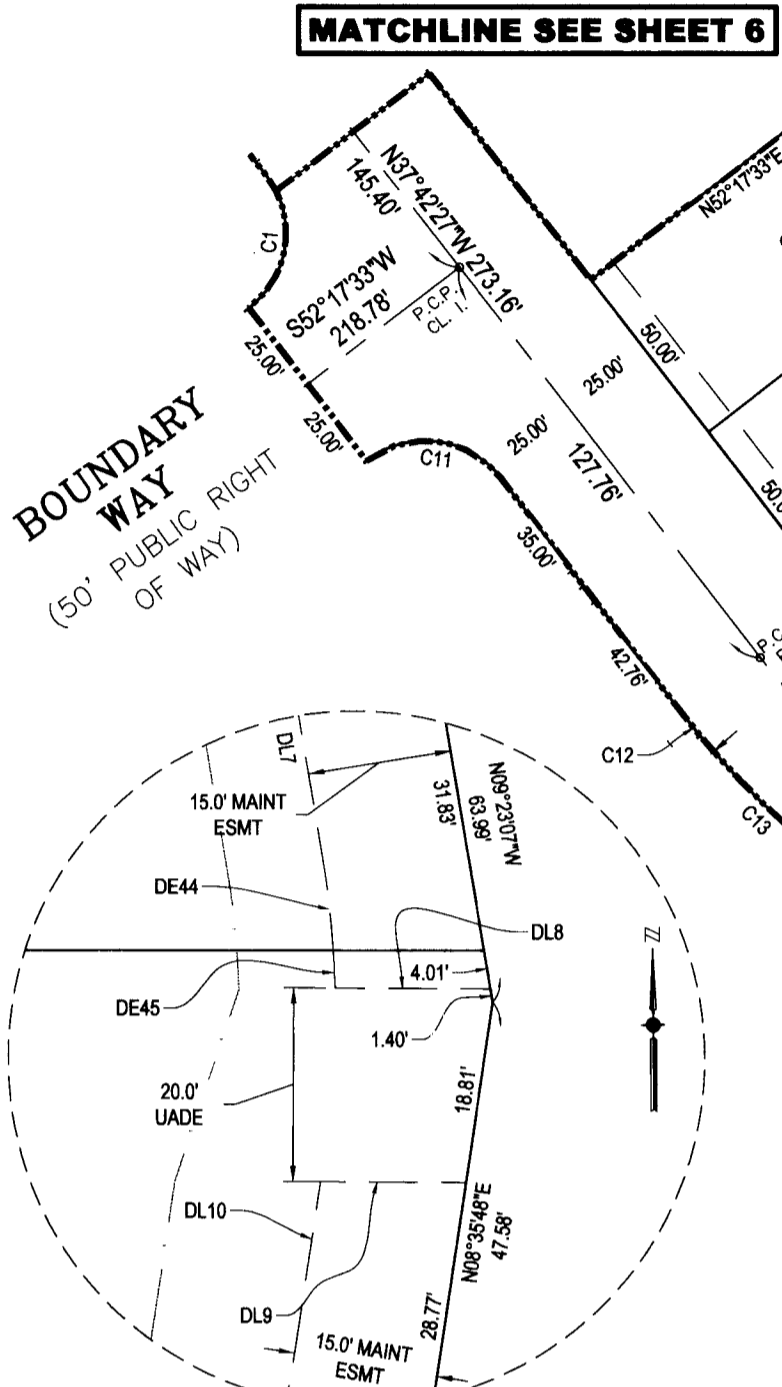 MATCHLINE SEE SHEET 6
N52°17'33"E
N37°42'27"W 273.16'
145.40'
C1
S52°17'33"W
218.78'
P.C.P.
CL. I.
25.00'
25.00'
50.00'
25.00'
25.00'
127.76'
C11
35.00'
42.76'
C12
C13
BOUNDARY
WAY
(50' PUBLIC RIGHT
OF WAY)
DL7
15.0' MAINT
ESMT
31.83'
N09°23'07"W
63.99'
DE44
DL8
4.01'
DE45
1.40'
20.0'
UADE
18.81'
DL10
N08°35'48"E
47.58'
DL9
28.77'
15.0' MAINT
ESMT